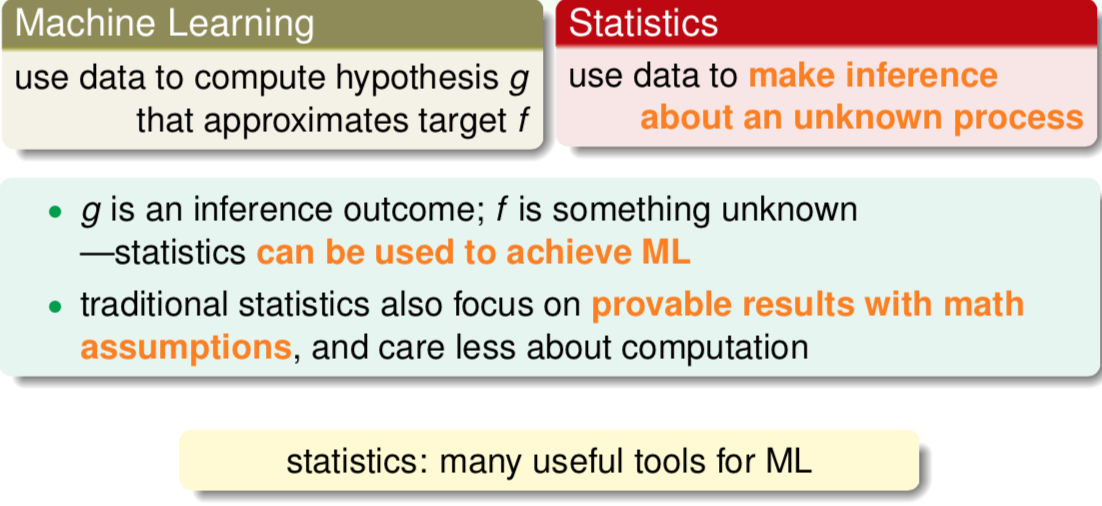 Machine Learning
use data to compute hypothesis g
that approximates target f
Statistics
use data to make inference
about an unknown process
• g is an inference outcome; f is something unknown
—statistics can be used to achieve ML
• traditional statistics also focus on provable results with math
assumptions, and care less about computation
statistics: many useful tools for ML